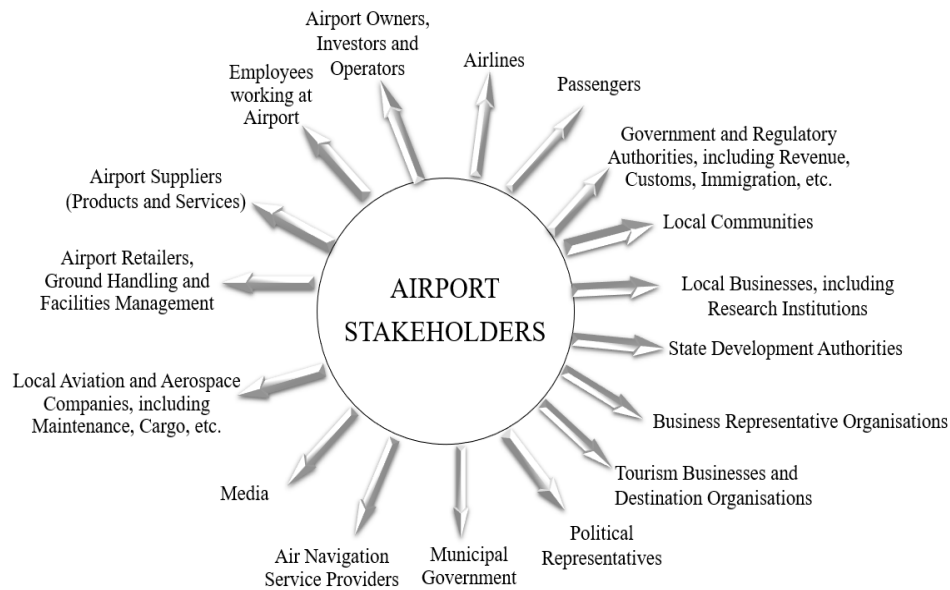 AIRPORT
STAKEHOLDERS
Airport Owners,
Investors and
Operators
Airlines
Passengers
Government and Regulatory
Authorities, including Revenue,
Customs, Immigration, etc.
Local Communities
Local Businesses, including
Research Institutions
State Development Authorities
Business Representative Organisations
Tourism Businesses and
Destination Organisations
Political
Representatives
Municipal
Government
Air Navigation
Service Providers
Media
Local Aviation and Aerospace
Companies, including
Maintenance, Cargo, etc.
Airport Retailers,
Ground Handling and
Facilities Management
Airport Suppliers
(Products and Services)
Employees
working at
Airport